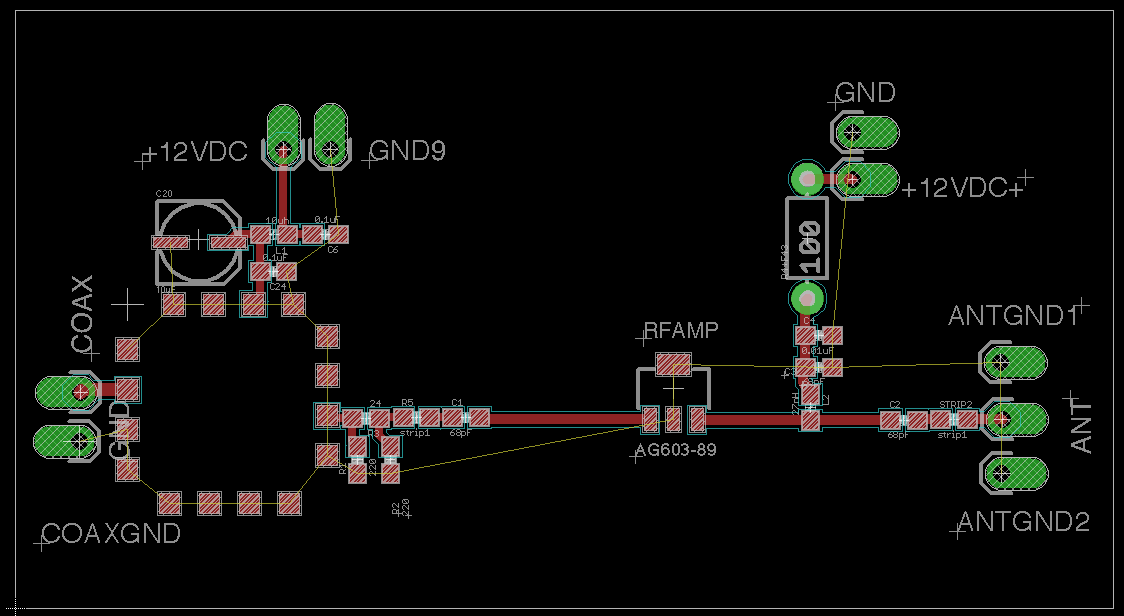 GND
+12VDC
GND9
+12VDC+
C20
10uh
0.1uF
L1
C6
0.1uF
C24
10uF
COAX
100
RFAMP
ANTGND1
C4
0.01uF
C3
27nH
L2
GND
24
R5
C1
strip1
68pF
R3
220
R2
220
AG603-89
C2
STRIP2
68pF
strip1
ANT
COAXGND
ANTGND2